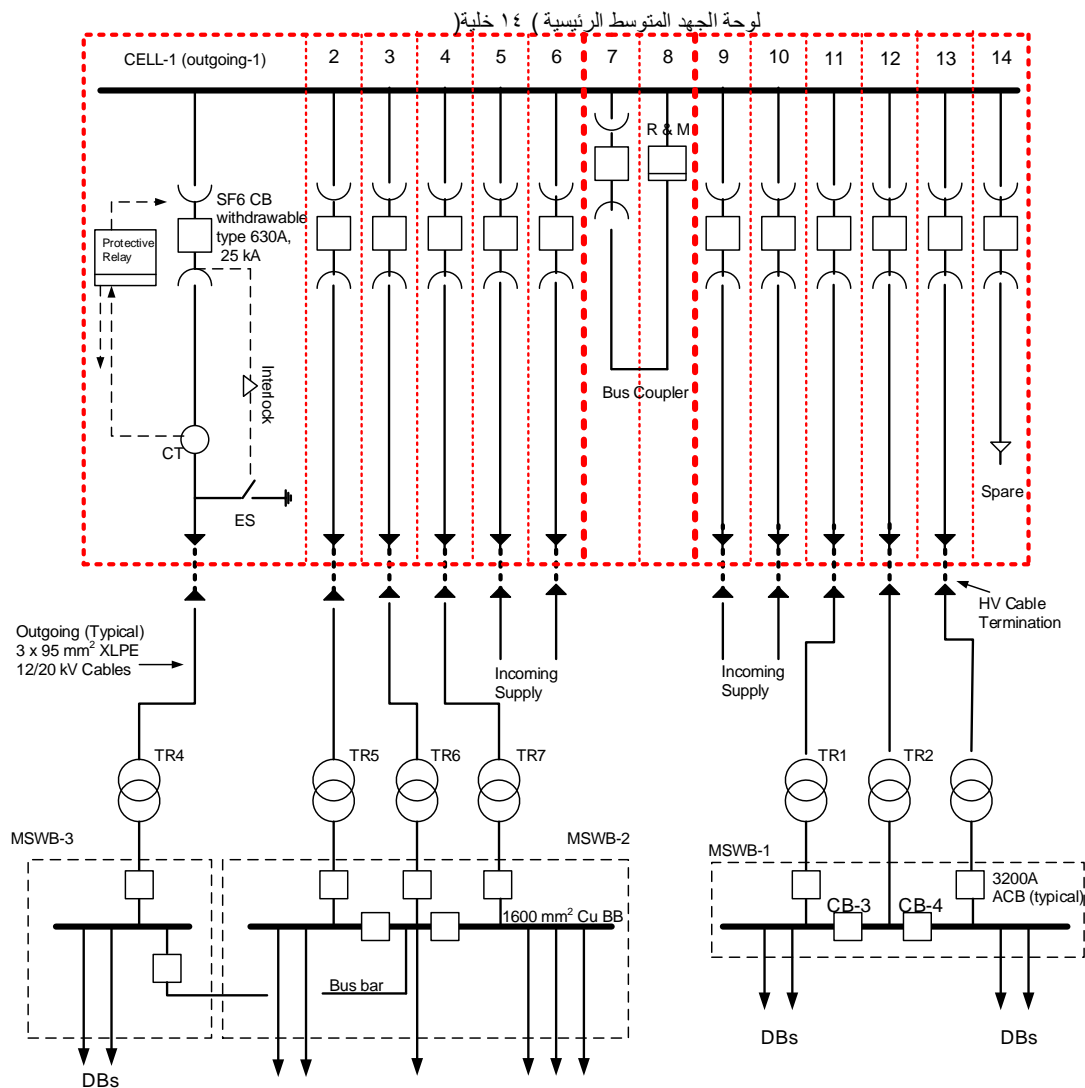 لوحة الجهد المتوسط الرئيسية ) ١٤ خلية(
CELL-1 (outgoing-1)
2
3
4
5
6
7
8
9
10
11
12
13
14
R & M
SF6 CB
withdrawable
type 630A,
25 kA
Protective
Relay
Interlock
CT
ES
Bus Coupler
Spare
Outgoing (Typical)
3 x 95 mm² XLPE
12/20 kV Cables
Incoming
Supply
Incoming
Supply
HV Cable
Termination
TR4
TR5
TR6
TR7
TR1
TR2
MSWB-3
MSWB-2
MSWB-1
3200A
ACB (typical)
CB-3
CB-4
1600 mm² Cu BB
Bus bar
DBs
DBs
DBs